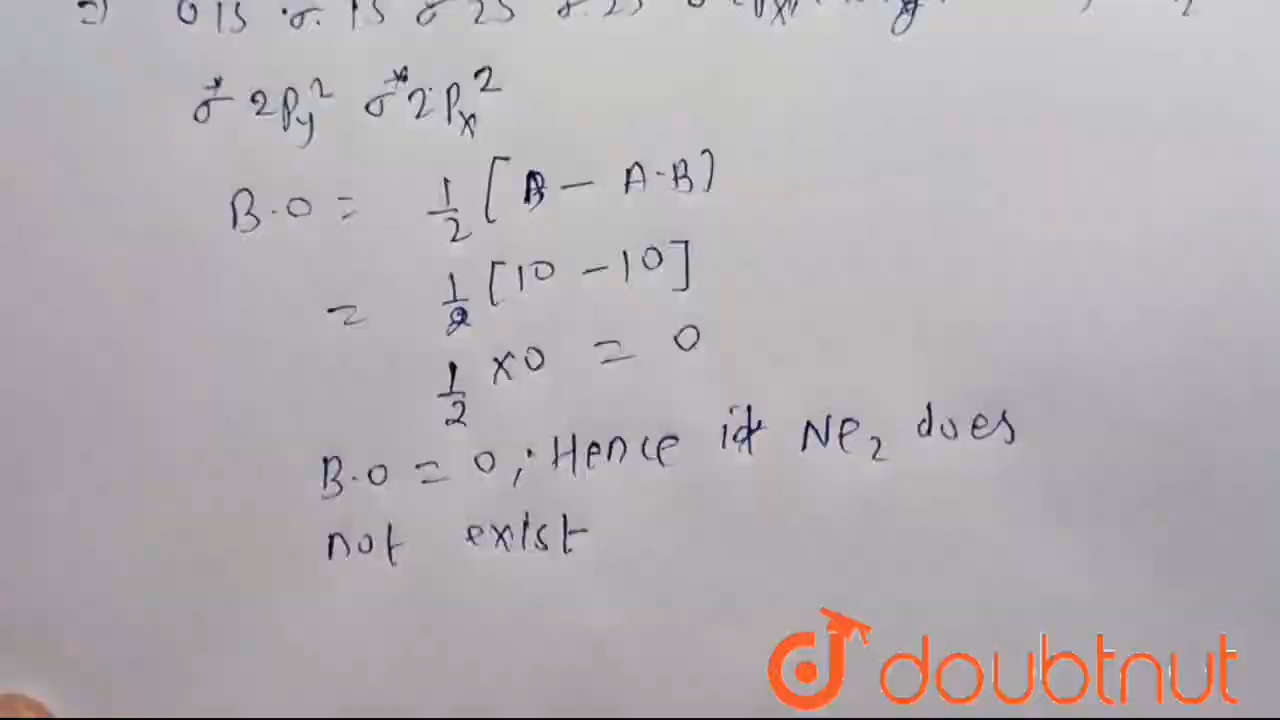 σ* 2Py² σ* 2Px²
B.O = 1/2 [B - A.B]
= 1/2 [10 - 10]
1/2 × 0 = 0
B.O = 0, Hence it Ne₂ does
not exist
doubtnut